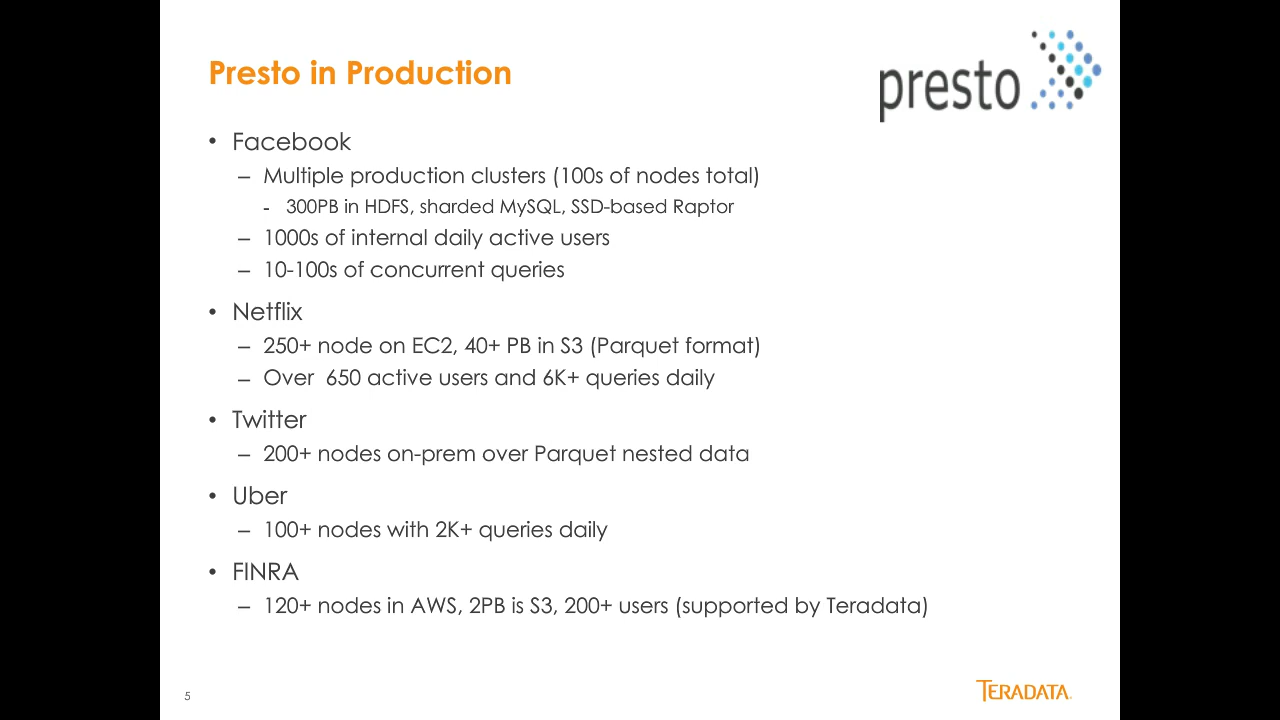 Presto in Production
presto
• Facebook
– Multiple production clusters (100s of nodes total)
- 300PB in HDFS, sharded MySQL, SSD-based Raptor
– 1000s of internal daily active users
– 10-100s of concurrent queries
• Netflix
– 250+ node on EC2, 40+ PB in S3 (Parquet format)
– Over  650 active users and 6K+ queries daily
• Twitter
– 200+ nodes on-prem over Parquet nested data
• Uber
– 100+ nodes with 2K+ queries daily
• FINRA
– 120+ nodes in AWS, 2PB is S3, 200+ users (supported by Teradata)
5
TERADATA.